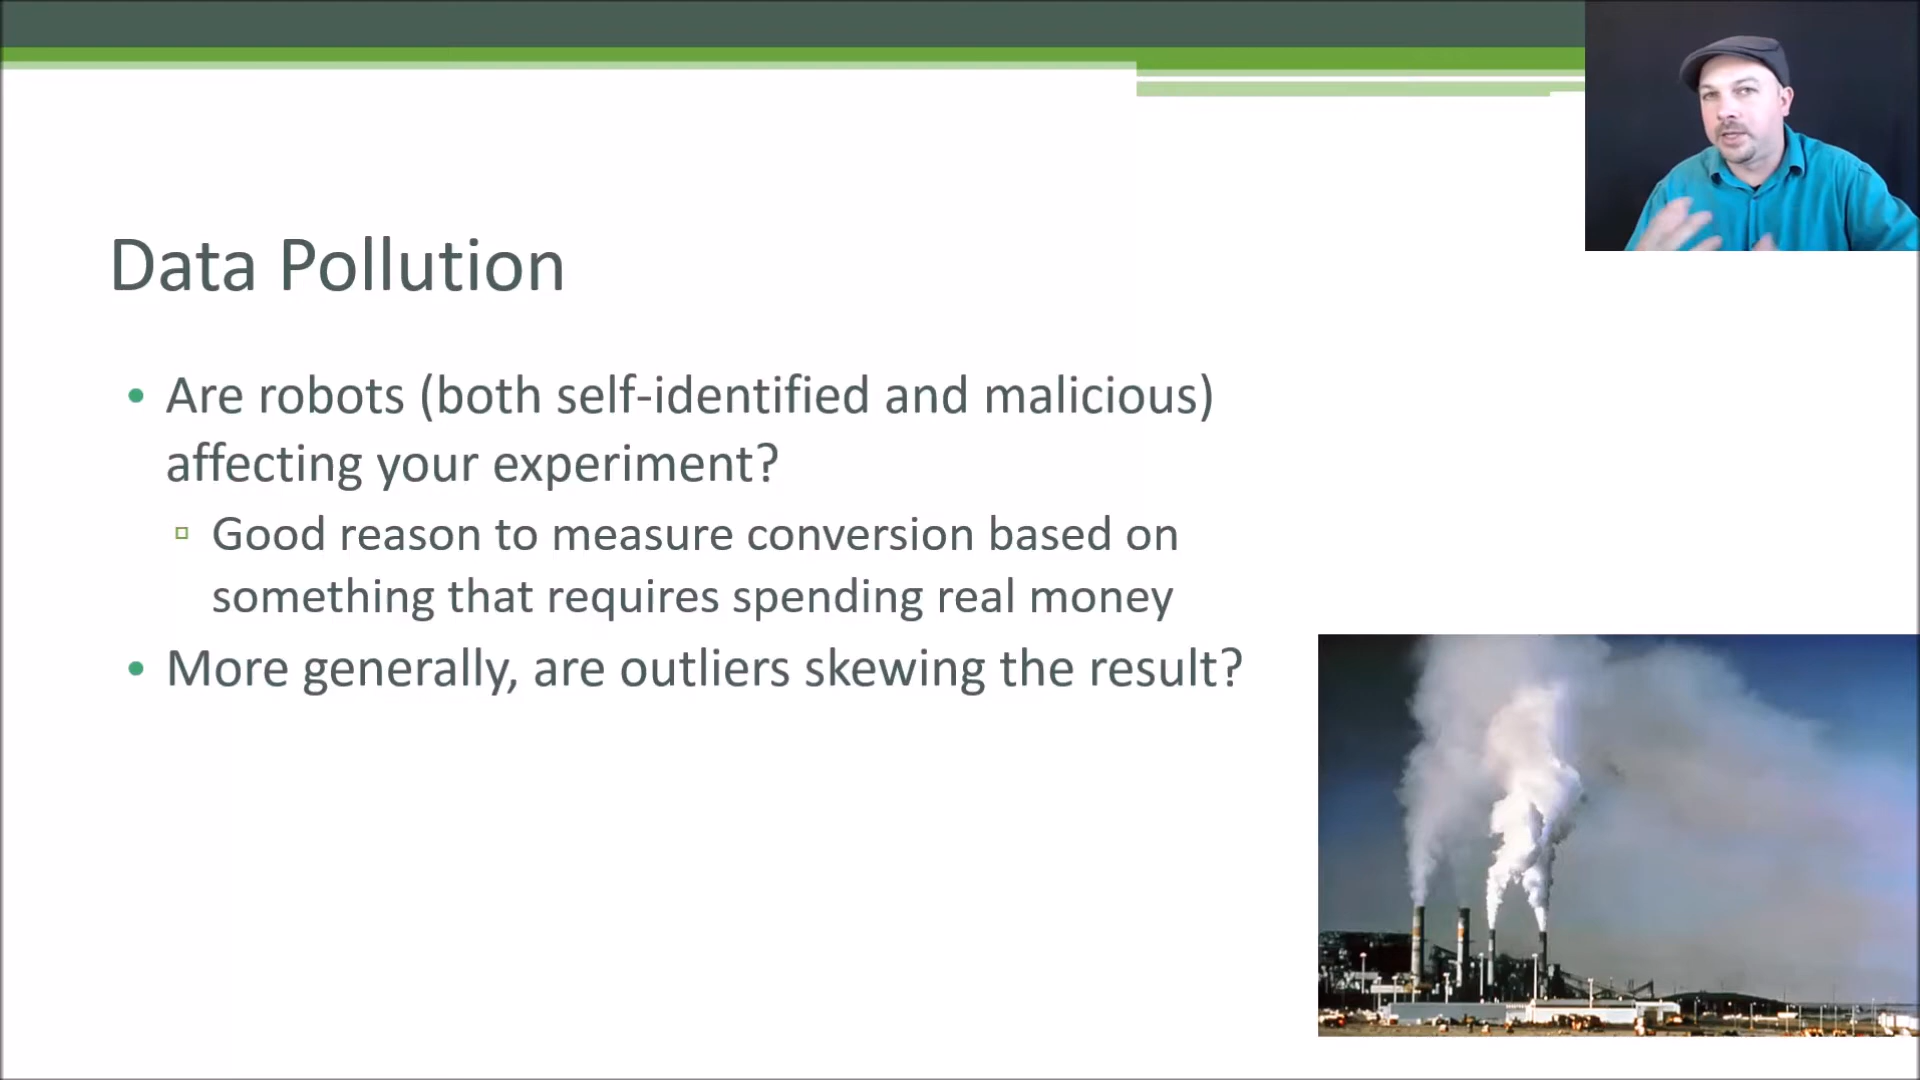 Data Pollution
• Are robots (both self-identified and malicious)
affecting your experiment?
▫ Good reason to measure conversion based on
something that requires spending real money
• More generally, are outliers skewing the result?